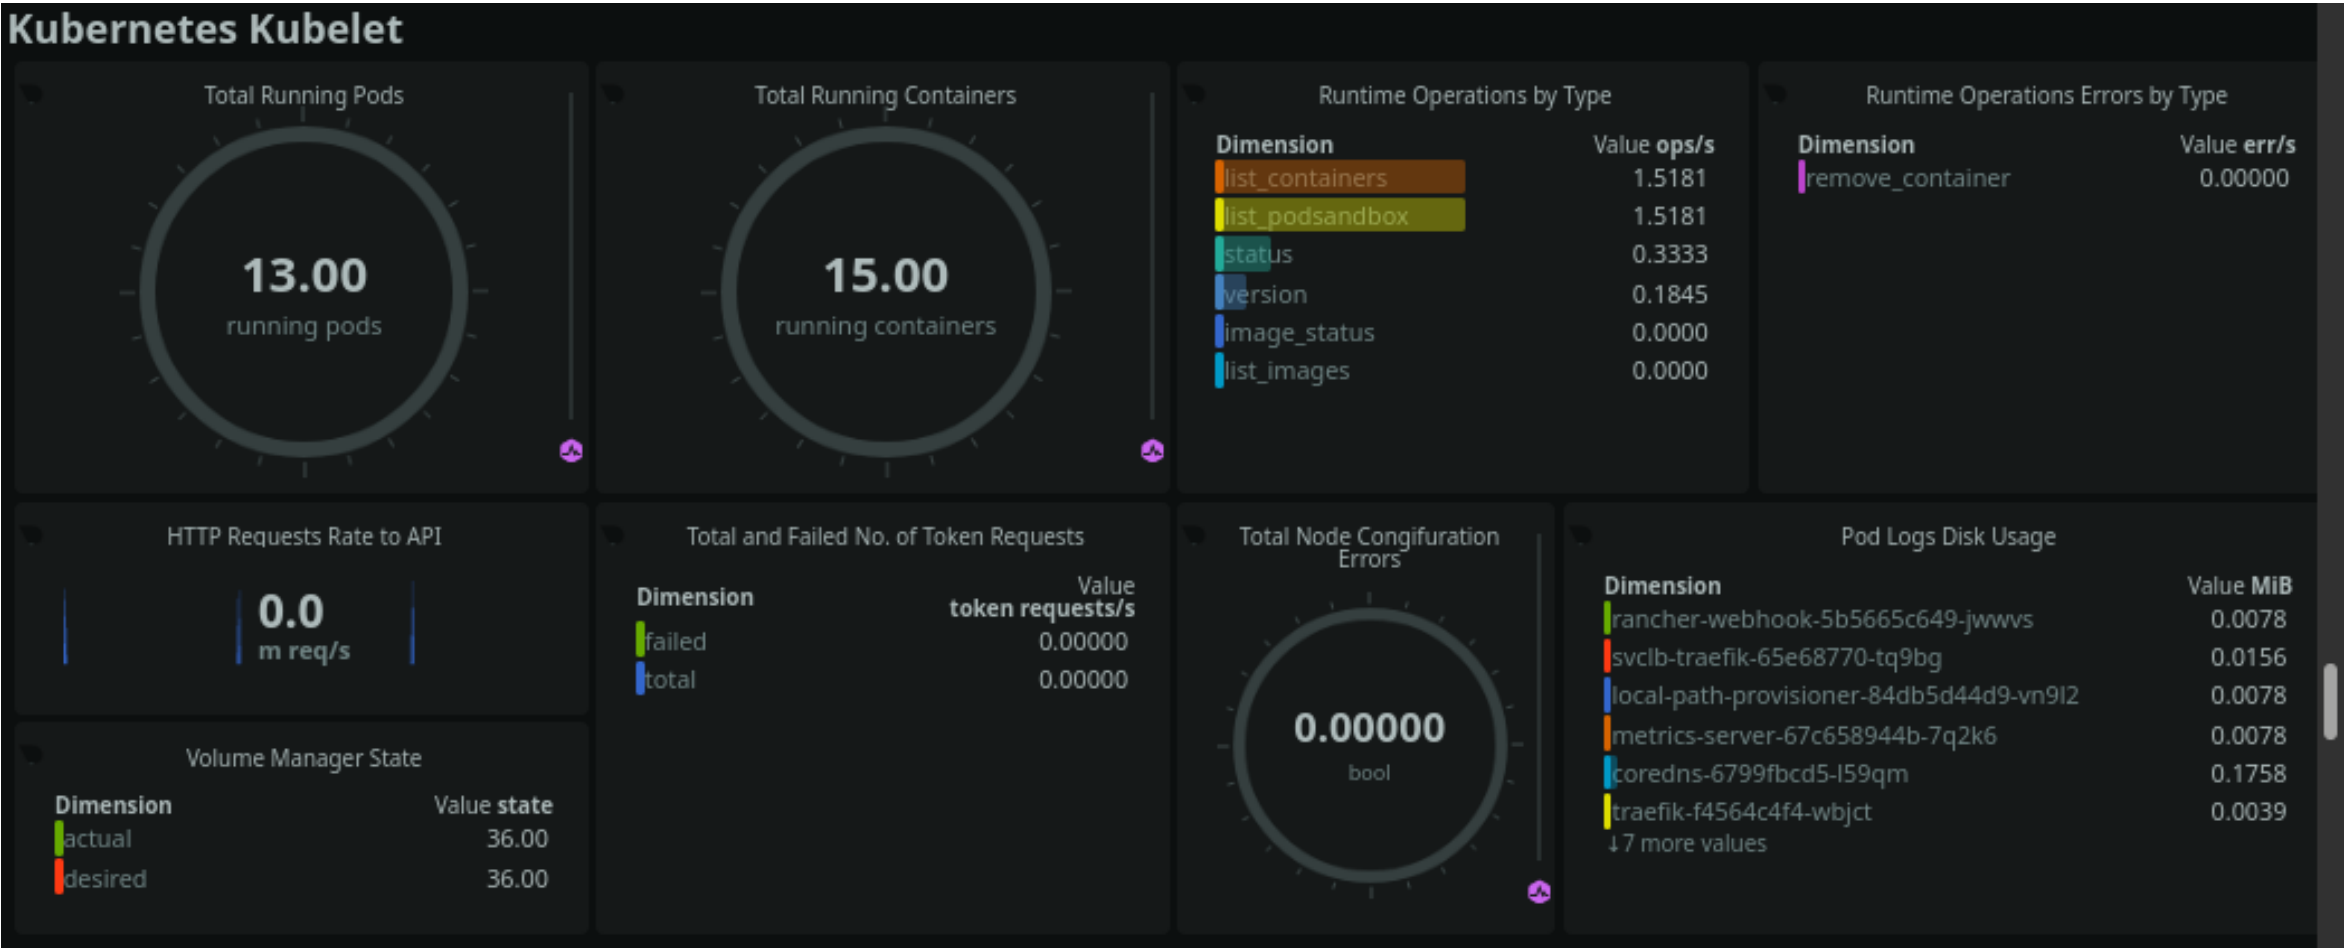 Kubernetes Kubelet
Total Running Pods
13.00
running pods
Total Running Containers
15.00
running containers
Runtime Operations by Type
Dimension Value ops/s
list_containers 1.5181
list_podsandbox 1.5181
status 0.3333
version 0.1845
image_status 0.0000
list_images 0.0000
Runtime Operations Errors by Type
Dimension Value err/s
remove_container 0.00000
HTTP Requests Rate to API
0.0
m req/s
Volume Manager State
Dimension Value state
actual 36.00
desired 36.00
Total and Failed No. of Token Requests
Value
Dimension token requests/s
failed 0.00000
total 0.00000
Total Node Congifuration
Errors
0.00000
bool
Pod Logs Disk Usage
Dimension Value MiB
rancher-webhook-5b5665c649-jwwvs 0.0078
svclb-traefik-65e68770-tq9bg 0.0156
local-path-provisioner-84db5d44d9-vn9l2 0.0078
metrics-server-67c658944b-7q2k6 0.0078
coredns-6799fbcd5-l59qm 0.1758
traefik-f4564c4f4-wbjct 0.0039
↓7 more values